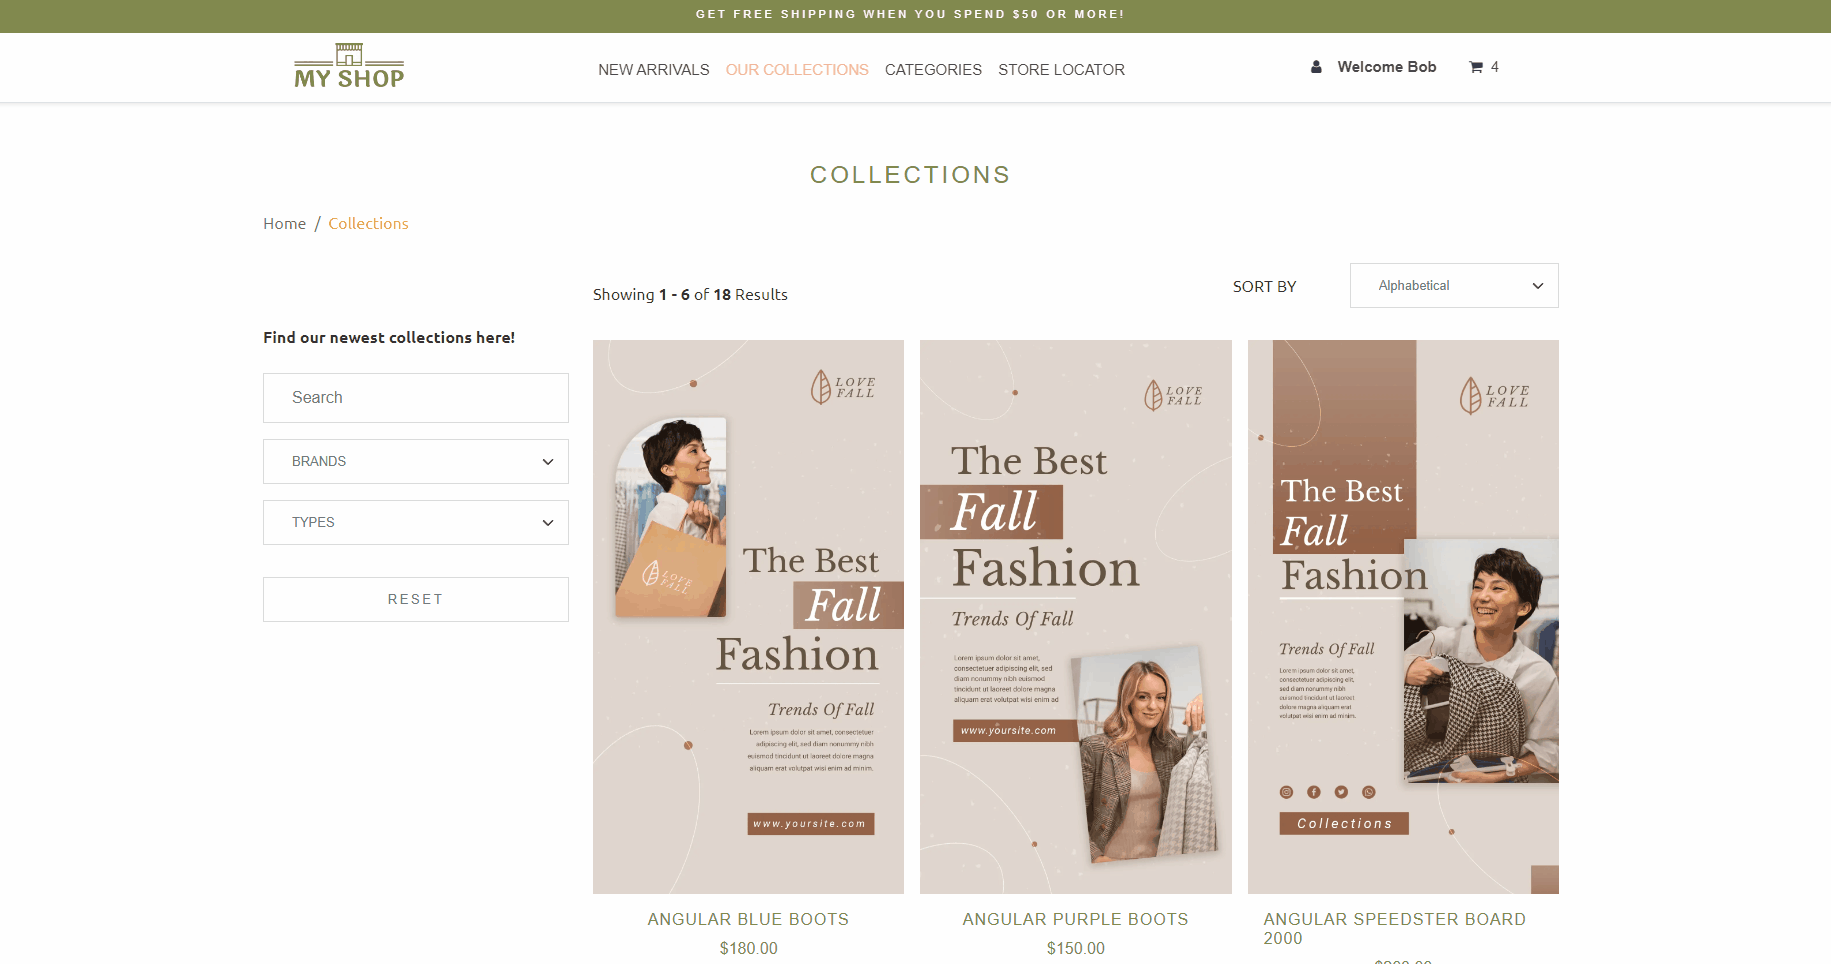 GET FREE SHIPPING WHEN YOU SPEND $50 OR MORE!
MY SHOP
NEW ARRIVALS OUR COLLECTIONS CATEGORIES STORE LOCATOR
Welcome Bob 4
COLLECTIONS
Home / Collections
Showing 1 - 6 of 18 Results
SORT BY
Alphabetical
Find our newest collections here!
Search
BRANDS
TYPES
RESET
LOVE
FALL
LOVE
FALL
The Best
Fall
Fashion
Trends Of Fall
Lorem ipsum dolor sit amet, consectetuer
adipiscing elit, sed diam nonummy nibh
euismod tincidunt ut laoreet dolore magna
aliquam erat volutpat wisi enim ad minim.
www.yoursite.com
ANGULAR BLUE BOOTS
$180.00
LOVE
FALL
The Best
Fall
Fashion
Trends Of Fall
Lorem ipsum dolor sit amet,
consectetuer adipiscing elit, sed
diam nonummy nibh euismod
tincidunt ut laoreet dolore magna
aliquam erat volutpat wisi enim ad
www.yoursite.com
ANGULAR PURPLE BOOTS
$150.00
LOVE
FALL
The Best
Fall
Fashion
Trends Of Fall
Lorem ipsum dolor sit amet,
consectetuer adipiscing elit,
sed diam nonummy nibh
euismod tincidunt ut laoreet
dolore magna aliquam erat
volutpat wisi enim ad minim.
Collections
ANGULAR SPEEDSTER BOARD
2000